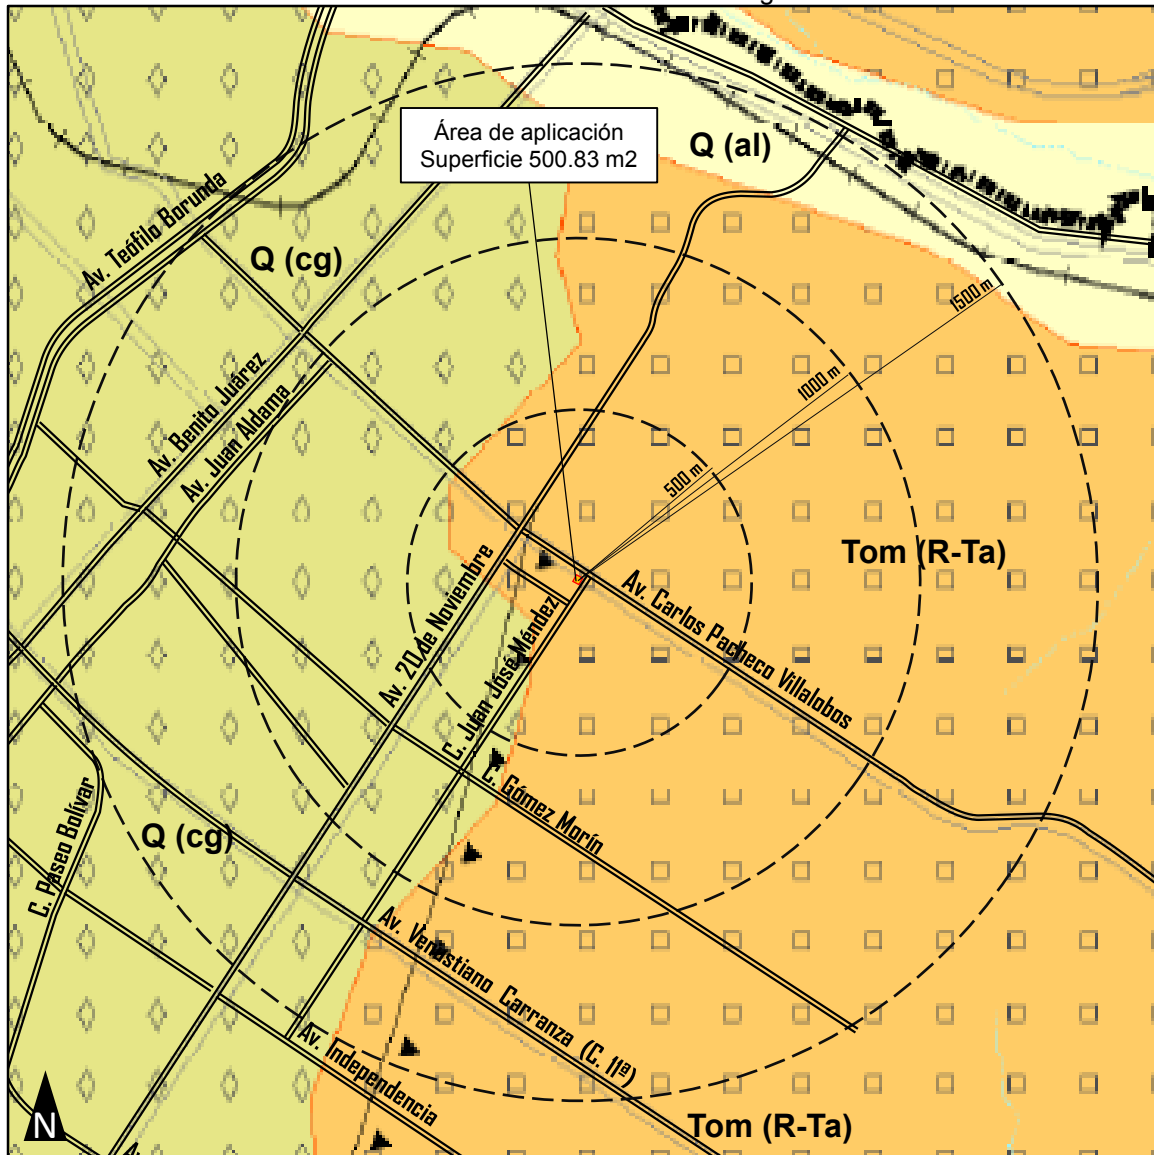 Área de aplicación
Superficie 500.83 m2
Q (al)
Av. Teófilo Borunda
Q (cg)
1500 m
1000 m
Av. Benito Juárez
Av. Juan Aldama
500 m
Tom (R-Ta)
Av. 20 de Noviembre
Av. Carlos Pacheco Villalobos
C. Juan José Méndez
C. Gómez Morín
C. Paseo Bolívar
Q (cg)
Av. Venustiano Carranza (C. 11ª)
Av. Independencia
Tom (R-Ta)
N